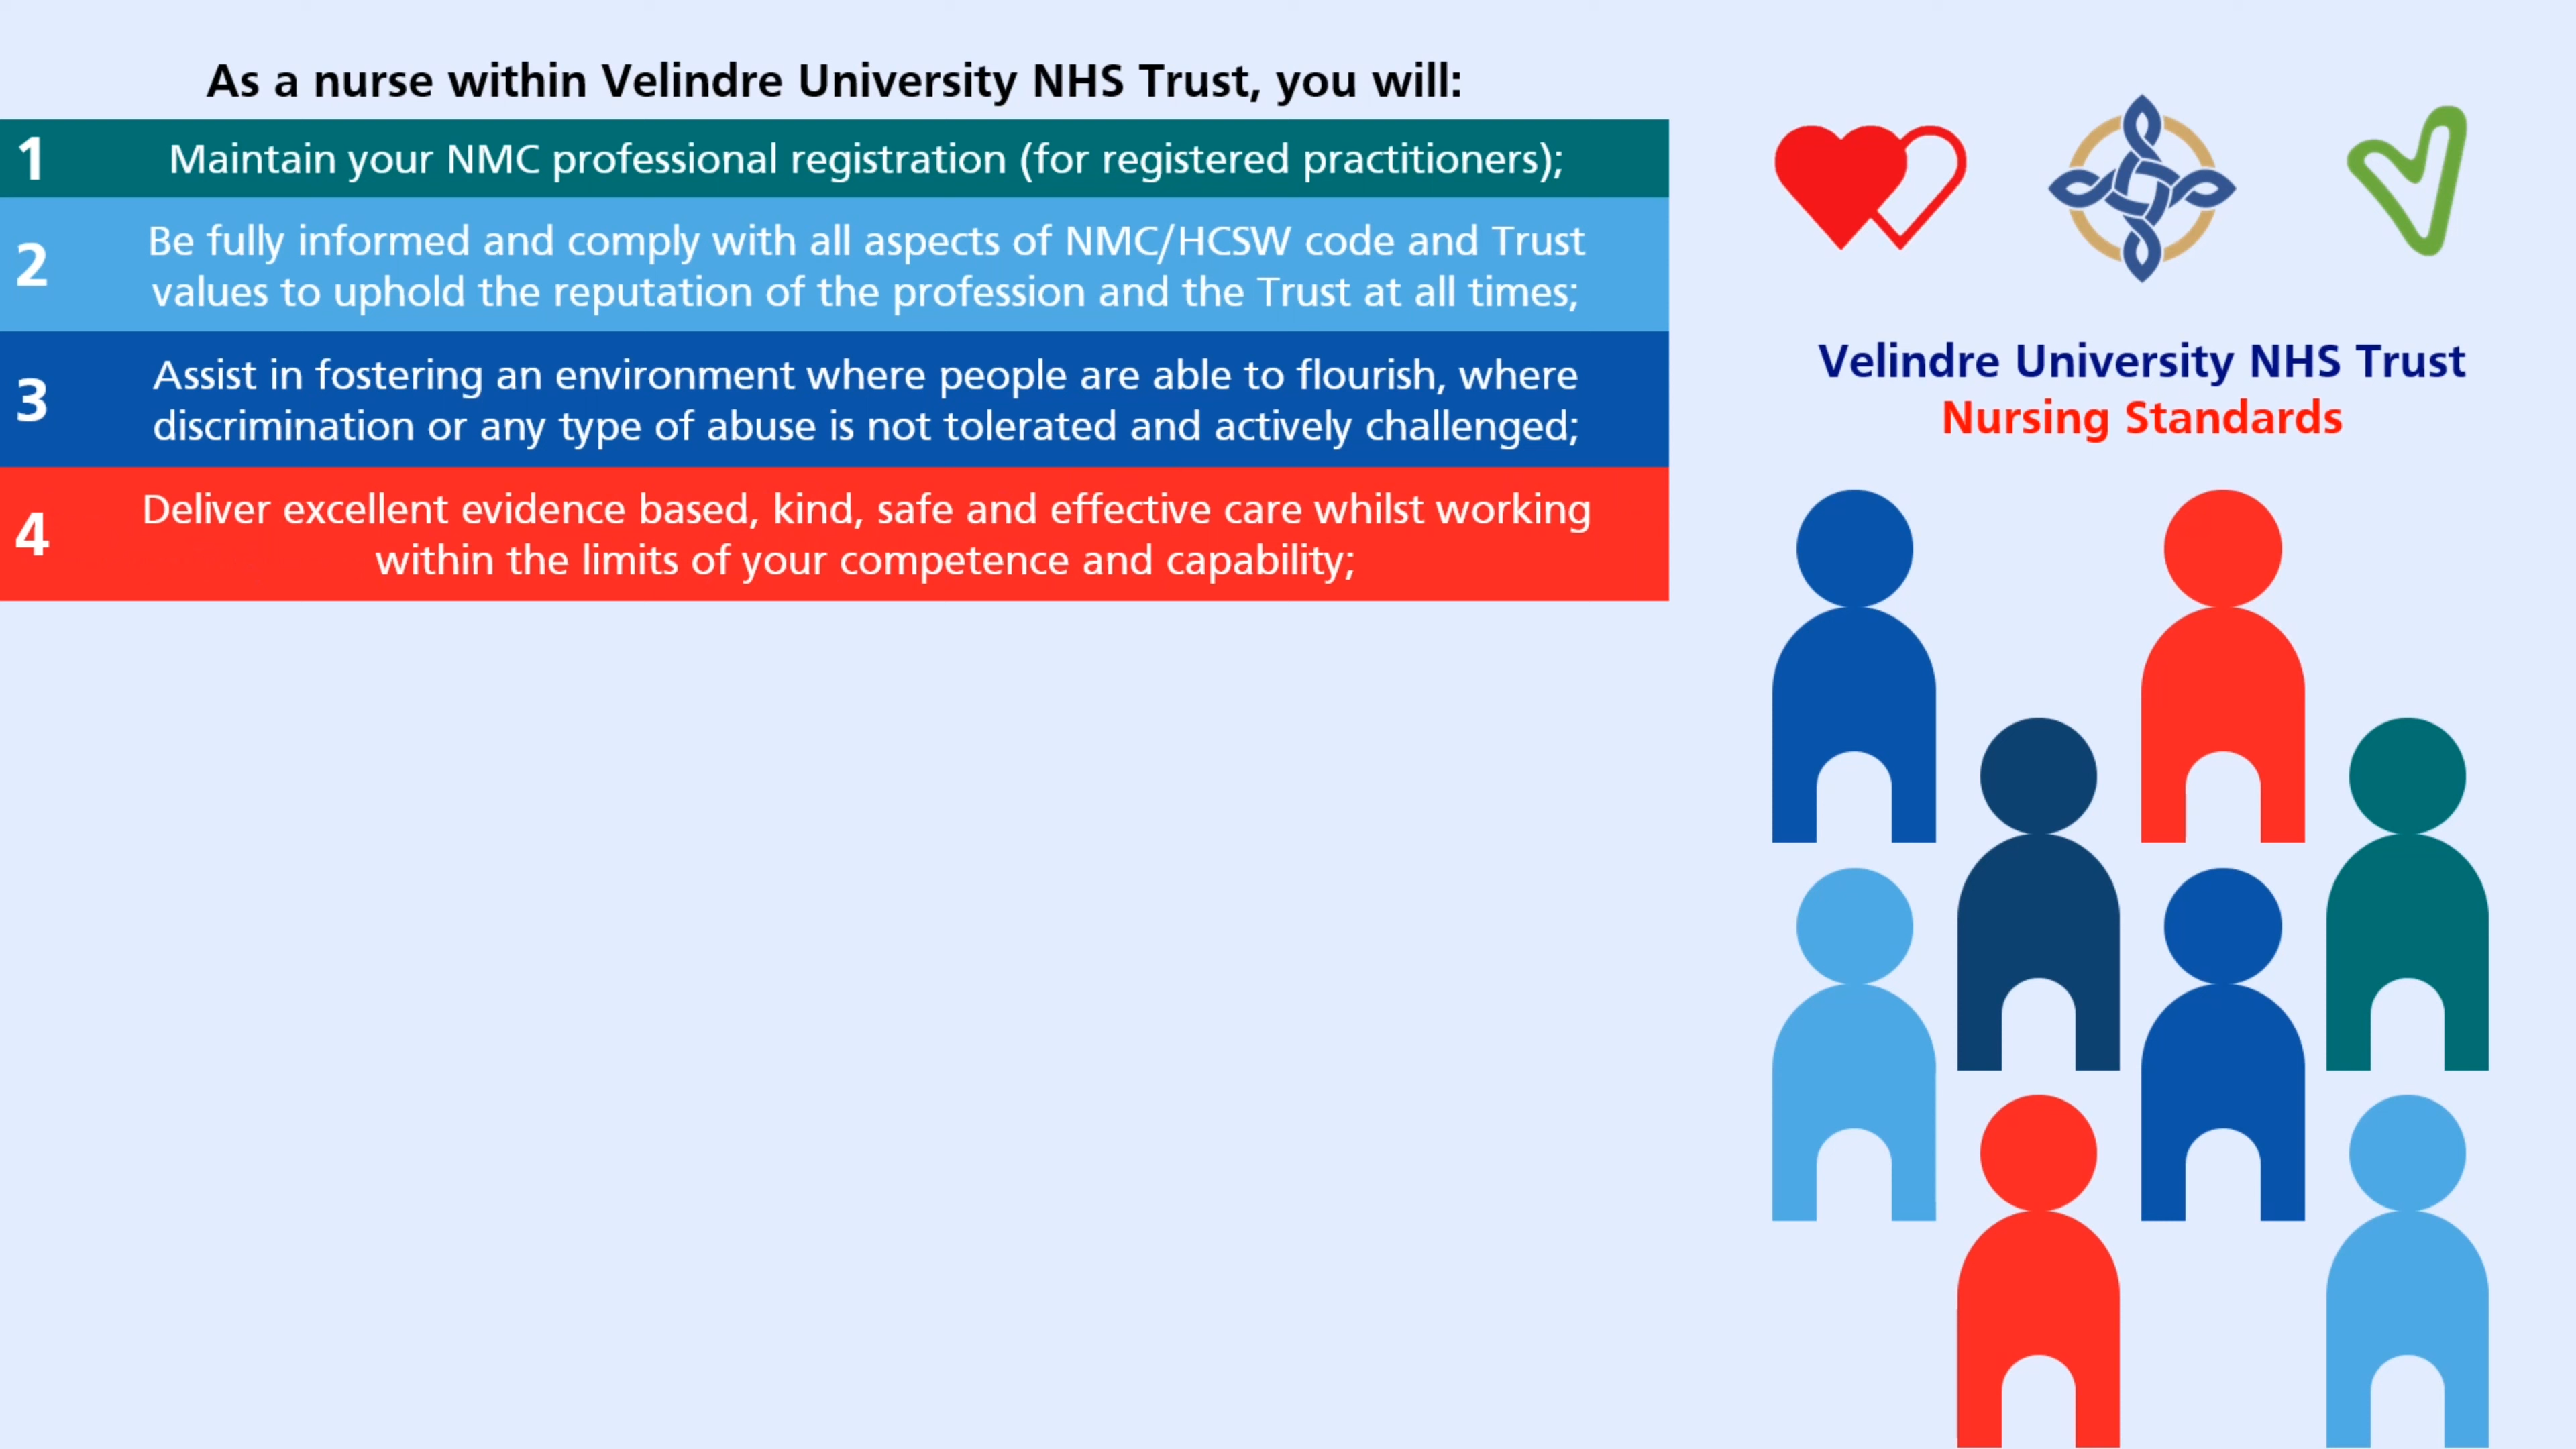 As a nurse within Velindre University NHS Trust, you will:
1
Maintain your NMC professional registration (for registered practitioners);
2
Be fully informed and comply with all aspects of NMC/HCSW code and Trust
values to uphold the reputation of the profession and the Trust at all times;
3
Assist in fostering an environment where people are able to flourish, where
discrimination or any type of abuse is not tolerated and actively challenged;
4
Deliver excellent evidence based, kind, safe and effective care whilst working
within the limits of your competence and capability;
Velindre University NHS Trust
Nursing Standards